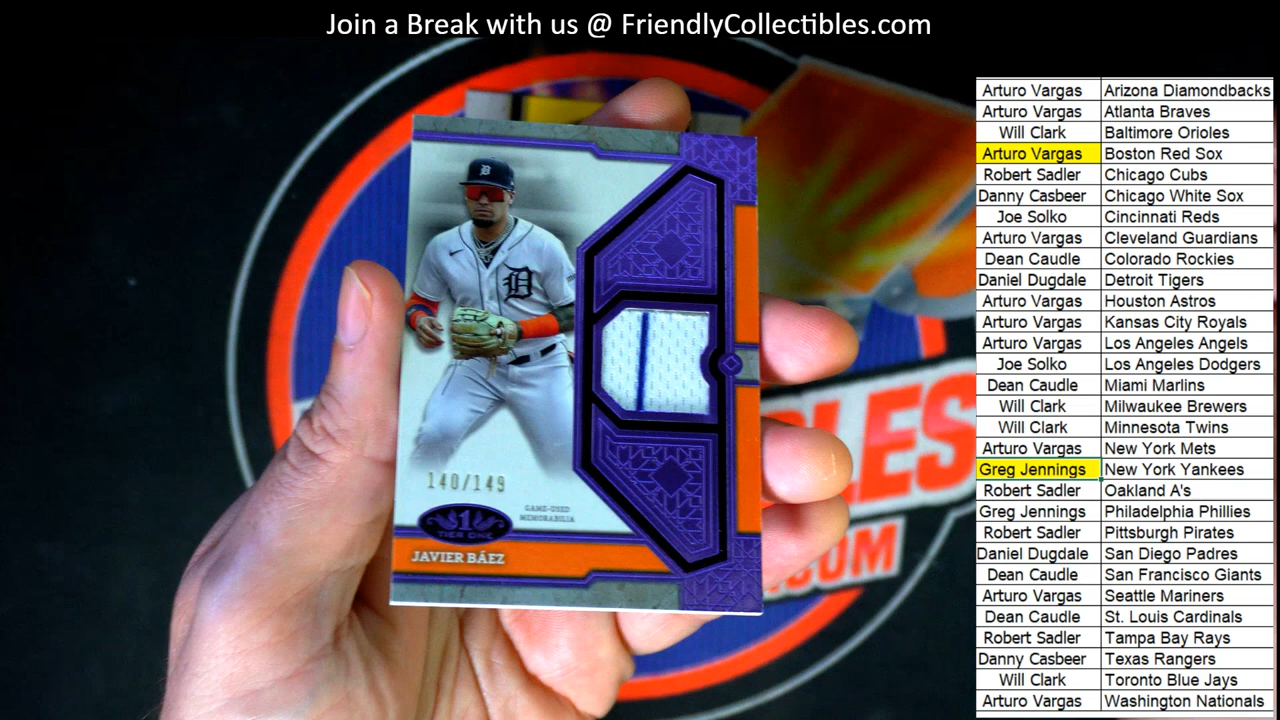 Join a Break with us @ FriendlyCollectibles.com
Arturo Vargas Arizona Diamondbacks
Arturo Vargas Atlanta Braves
Will Clark Baltimore Orioles
Arturo Vargas Boston Red Sox
Robert Sadler Chicago Cubs
Danny Casbeer Chicago White Sox
Joe Solko Cincinnati Reds
Arturo Vargas Cleveland Guardians
Dean Caudle Colorado Rockies
Daniel Dugdale Detroit Tigers
Arturo Vargas Houston Astros
Arturo Vargas Kansas City Royals
Arturo Vargas Los Angeles Angels
Joe Solko Los Angeles Dodgers
Dean Caudle Miami Marlins
Will Clark Milwaukee Brewers
Will Clark Minnesota Twins
Arturo Vargas New York Mets
Greg Jennings New York Yankees
Robert Sadler Oakland A's
Greg Jennings Philadelphia Phillies
Robert Sadler Pittsburgh Pirates
Daniel Dugdale San Diego Padres
Dean Caudle San Francisco Giants
Arturo Vargas Seattle Mariners
Dean Caudle St. Louis Cardinals
Robert Sadler Tampa Bay Rays
Danny Casbeer Texas Rangers
Will Clark Toronto Blue Jays
Arturo Vargas Washington Nationals
D
D
140/149
GAME-USED
MEMORABILIA
1
TIER ONE
JAVIER BÁEZ
LES
.COM